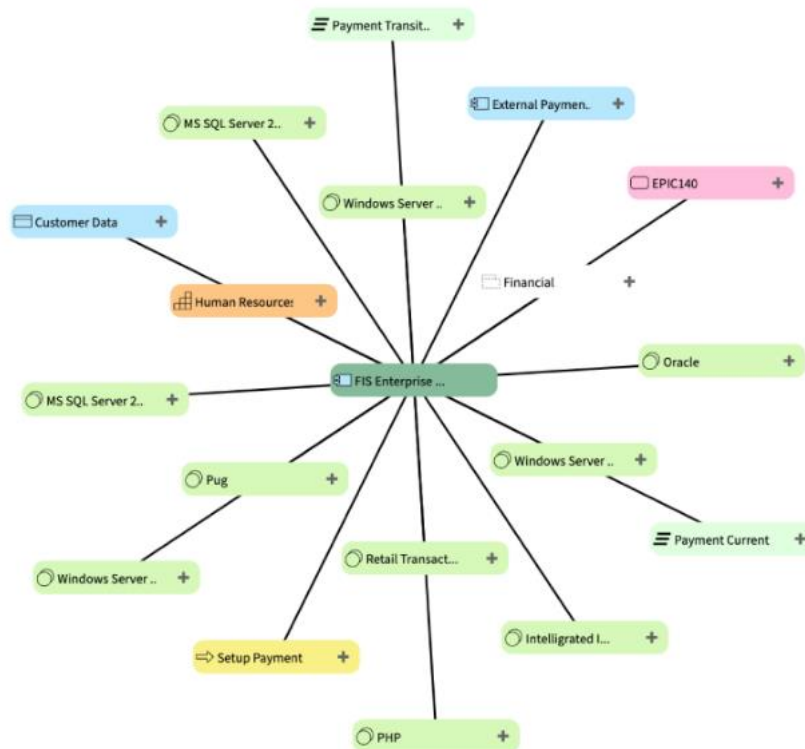 Payment Transit..
External Paymen..
MS SQL Server 2..
EPIC140
Windows Server ..
Customer Data
Financial
Human Resources
Oracle
FIS Enterprise ...
MS SQL Server 2..
Windows Server ..
Pug
Payment Current
Retail Transact...
Windows Server ..
Intelligrated I...
Setup Payment
PHP